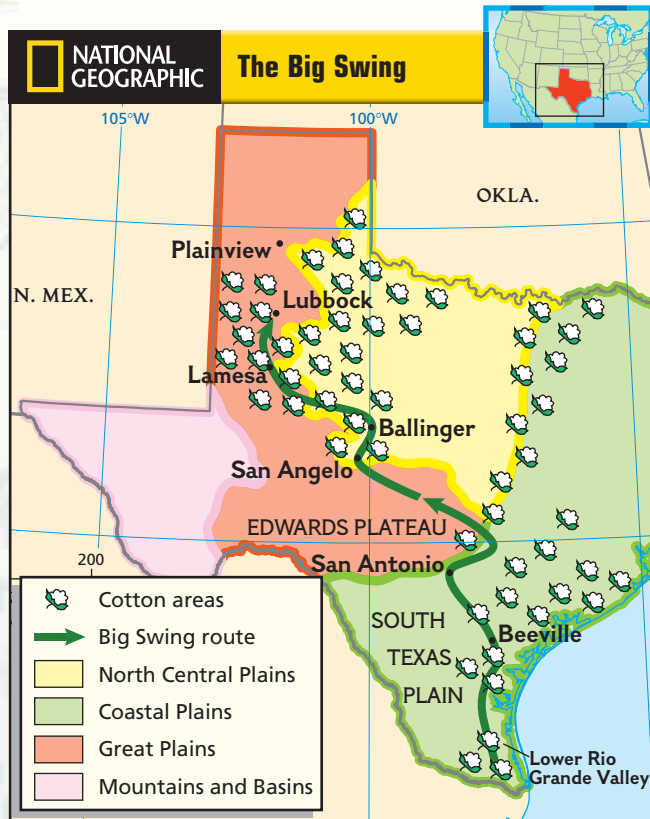 NATIONAL
GEOGRAPHIC
The Big Swing
105°W
100°W
OKLA.
Plainview
N. MEX.
Lubbock
Lamesa
Ballinger
San Angelo
EDWARDS PLATEAU
200
San Antonio
SOUTH
TEXAS
PLAIN
Beeville
Lower Rio
Grande Valley
Cotton areas
Big Swing route
North Central Plains
Coastal Plains
Great Plains
Mountains and Basins